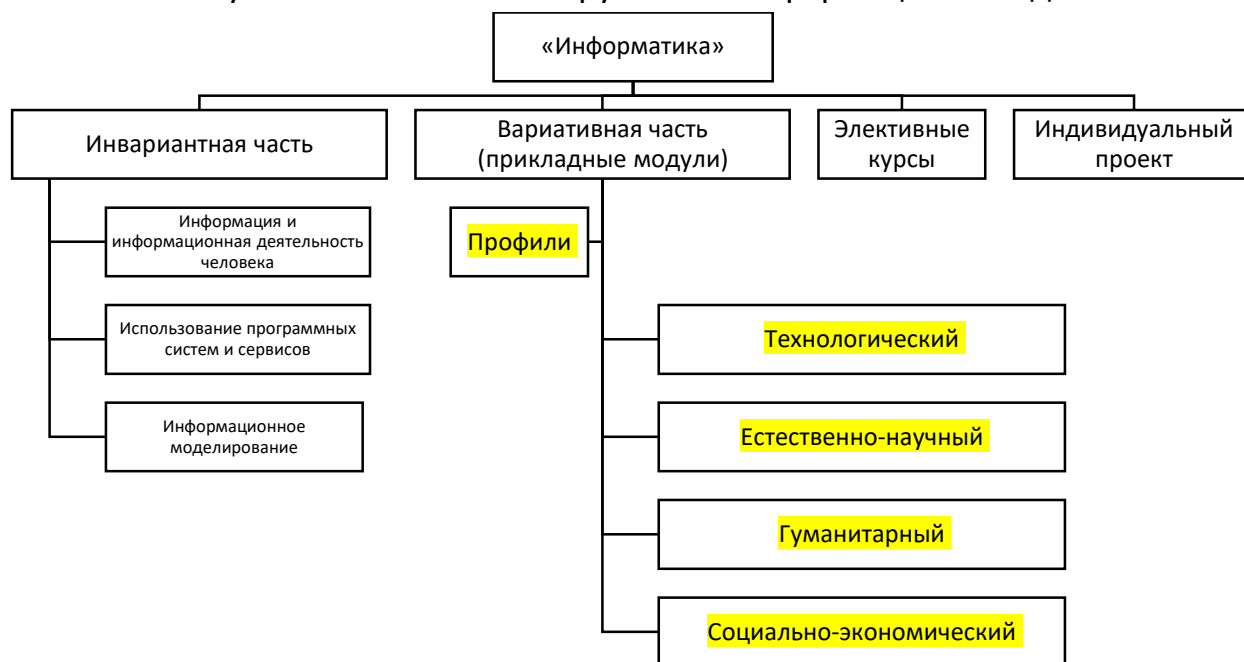 «Информатика»
Инвариантная часть
Вариативная часть
(прикладные модули)
Элективные
курсы
Индивидуальный
проект
Информация и
информационная деятельность
человека
Использование программных
систем и сервисов
Информационное
моделирование
Профили
Технологический
Естественно-научный
Гуманитарный
Социально-экономический